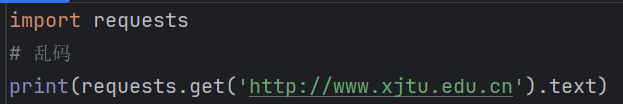 import requests
# 乱码
print(requests.get('http://www.xjtu.edu.cn').text)